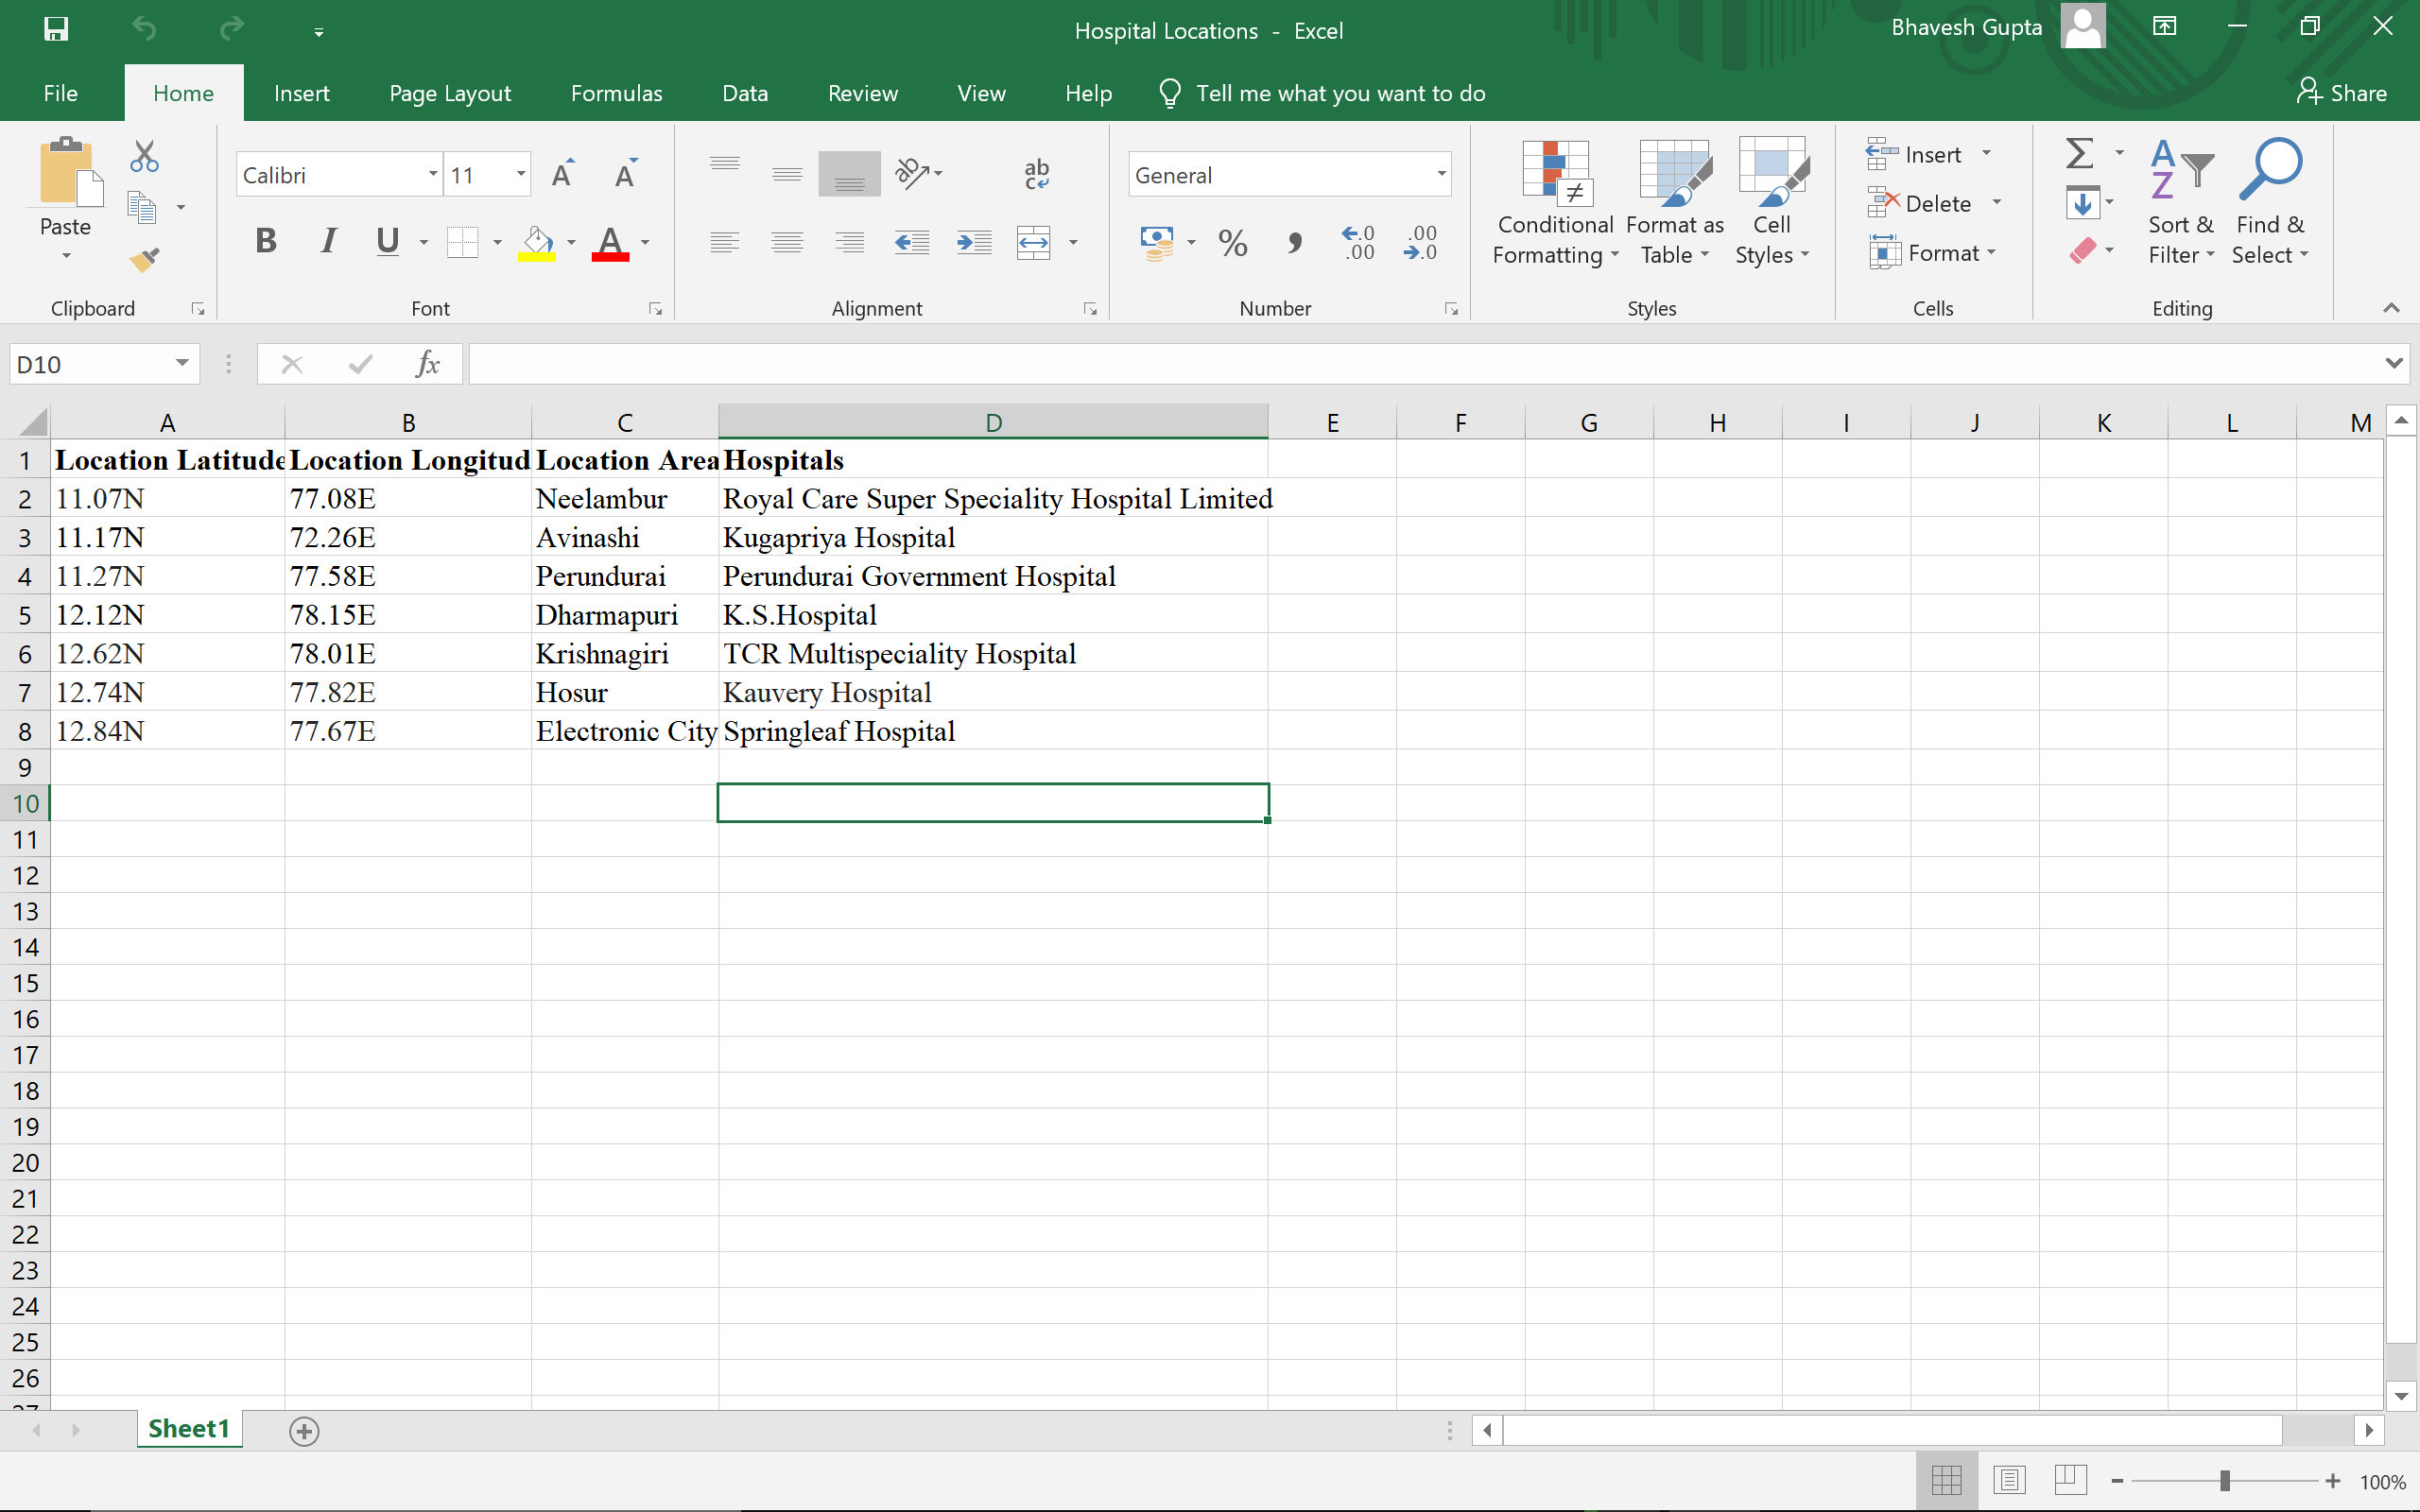 Hospital Locations - Excel
Bhavesh Gupta
File Home Insert Page Layout Formulas Data Review View Help Tell me what you want to do Share
Calibri 11 General
Paste
Conditional Formatting
Format as Table
Cell Styles
Insert
Delete
Format
Sort & Filter
Find & Select
Clipboard Font Alignment Number Styles Cells Editing
D10 fx
A B C D E F G H I J K L M
1 Location Latitude Location Longitud Location Area Hospitals
2 11.07N 77.08E Neelambur Royal Care Super Speciality Hospital Limited
3 11.17N 72.26E Avinashi Kugapriya Hospital
4 11.27N 77.58E Perundurai Perundurai Government Hospital
5 12.12N 78.15E Dharmapuri K.S.Hospital
6 12.62N 78.01E Krishnagiri TCR Multispeciality Hospital
7 12.74N 77.82E Hosur Kauvery Hospital
8 12.84N 77.67E Electronic City Springleaf Hospital
9
10
11
12
13
14
15
16
17
18
19
20
21
22
23
24
25
26
Sheet1
100%